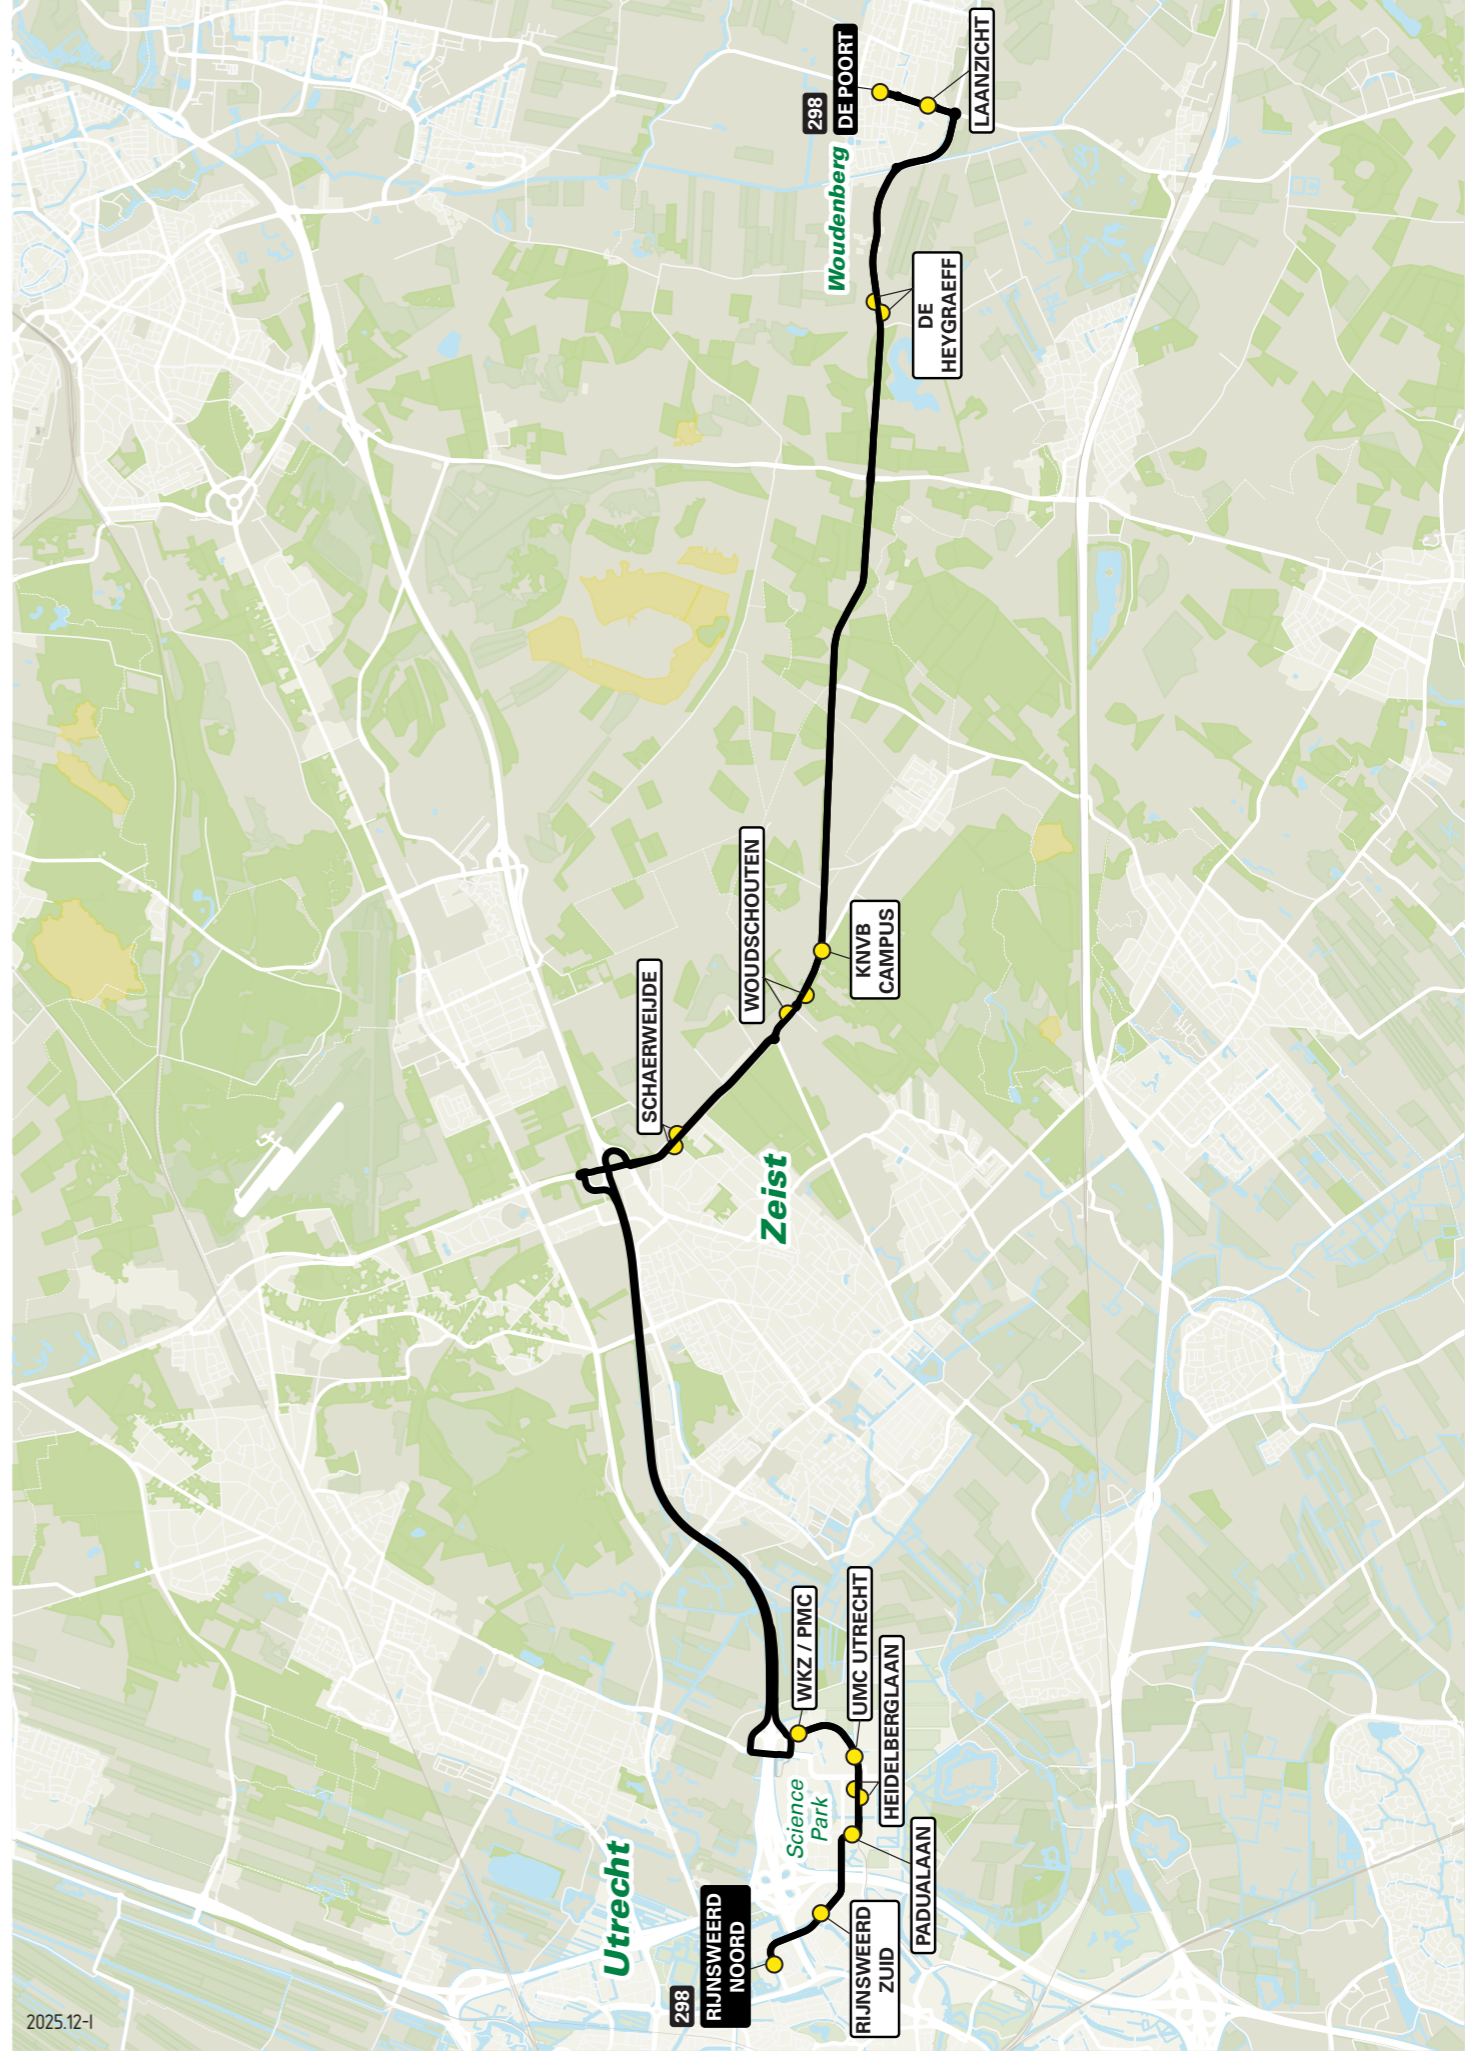 298
RIJNSWEERD
NOORD
RIJNSWEERD
ZUID
PADUALAAN
HEIDELBERGLAAN
UMC UTRECHT
WKZ / PMC
Utrecht
Science
Park
Zeist
SCHAERWEIJDE
WOUDSCHOTEN
KNVB
CAMPUS
DE
HEYGRAEFF
Woudenberg
LAANZICHT
298
DE POORT
2025.12-I